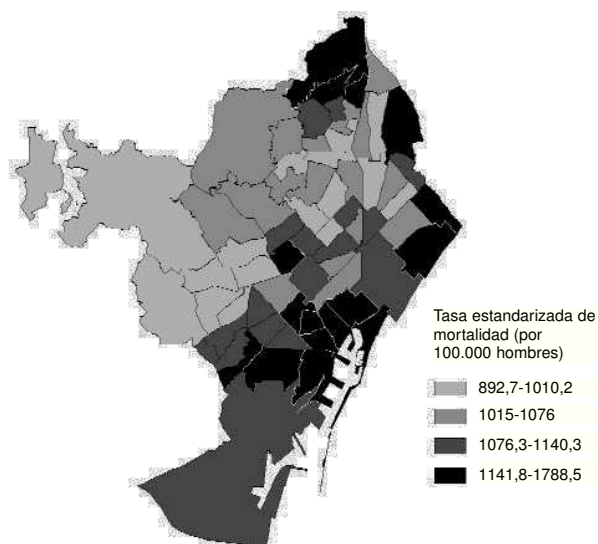 Tasa estandarizada de
mortalidad (por
100.000 hombres)
892,7-1010,2
1015-1076
1076,3-1140,3
1141,8-1788,5